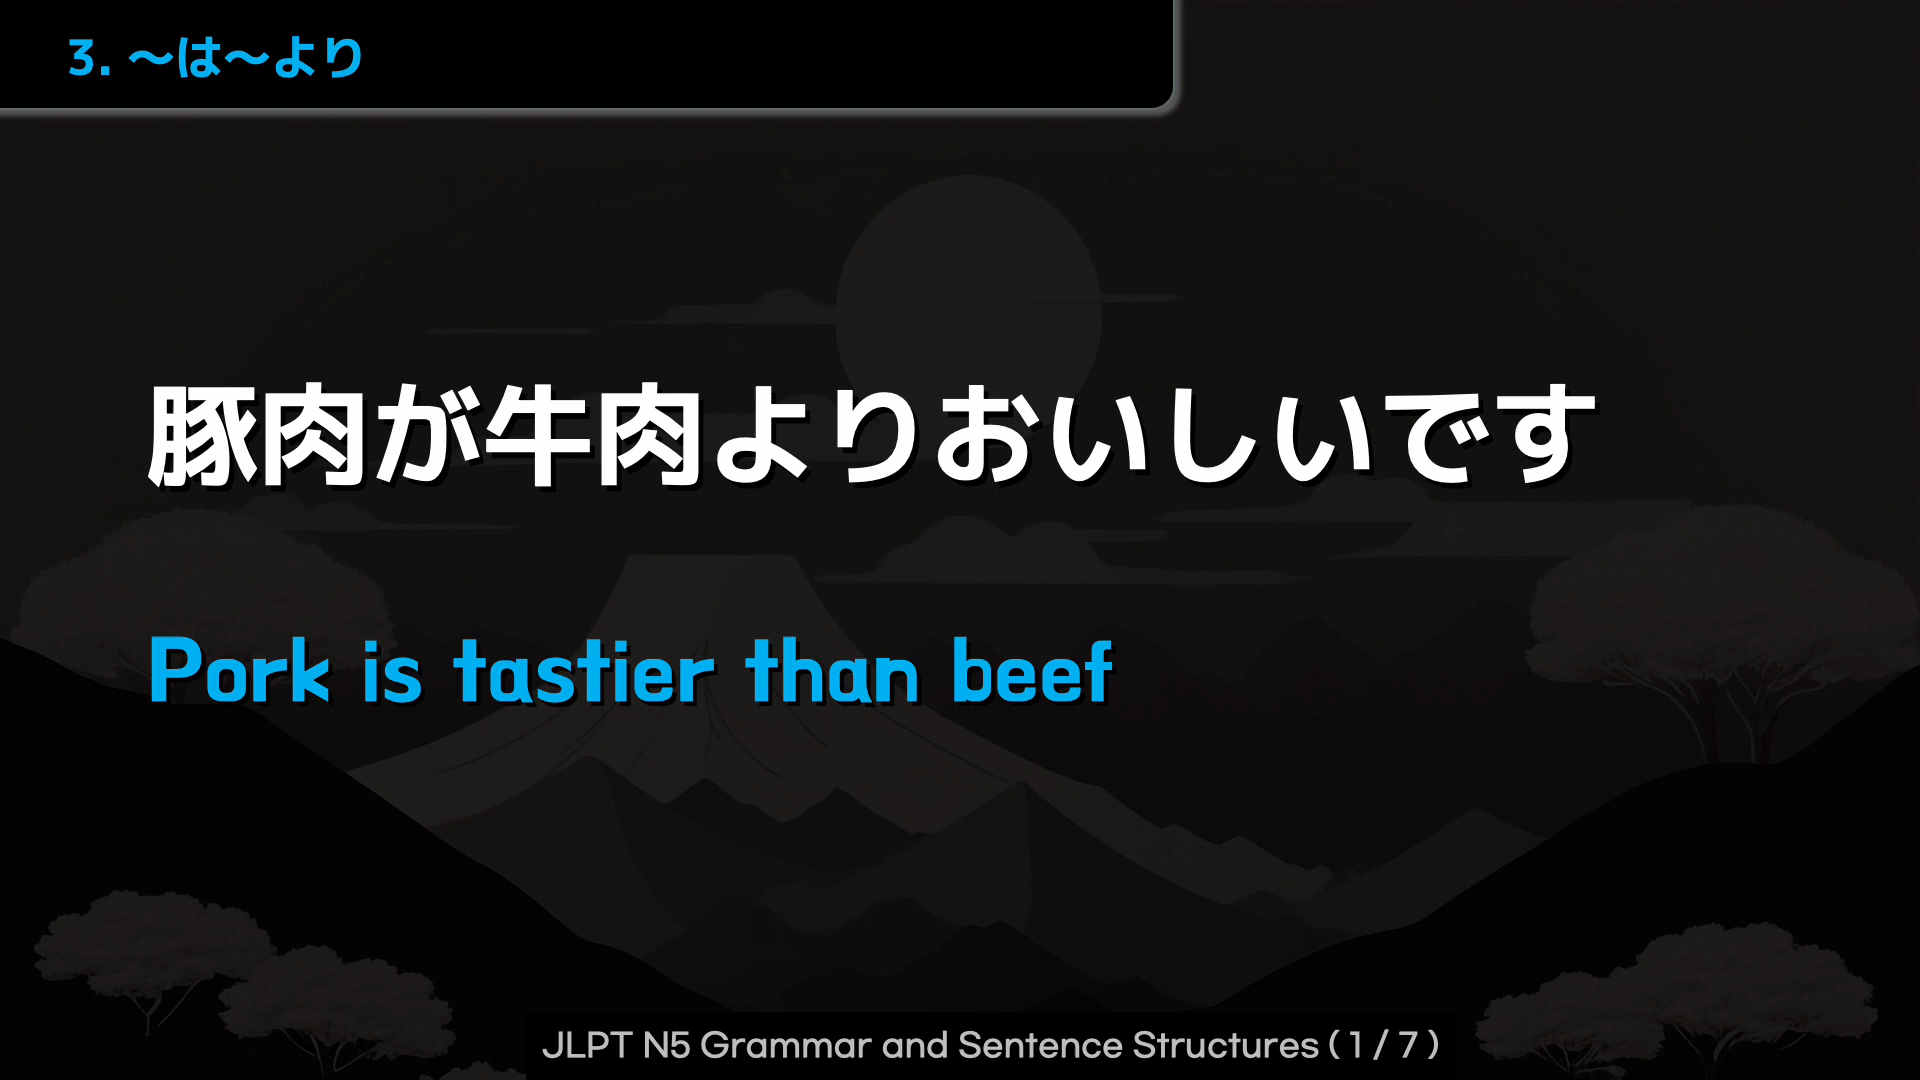 3. ～は～より
豚肉が牛肉よりおいしいです
Pork is tastier than beef
JLPT N5 Grammar and Sentence Structures ( 1 / 7 )